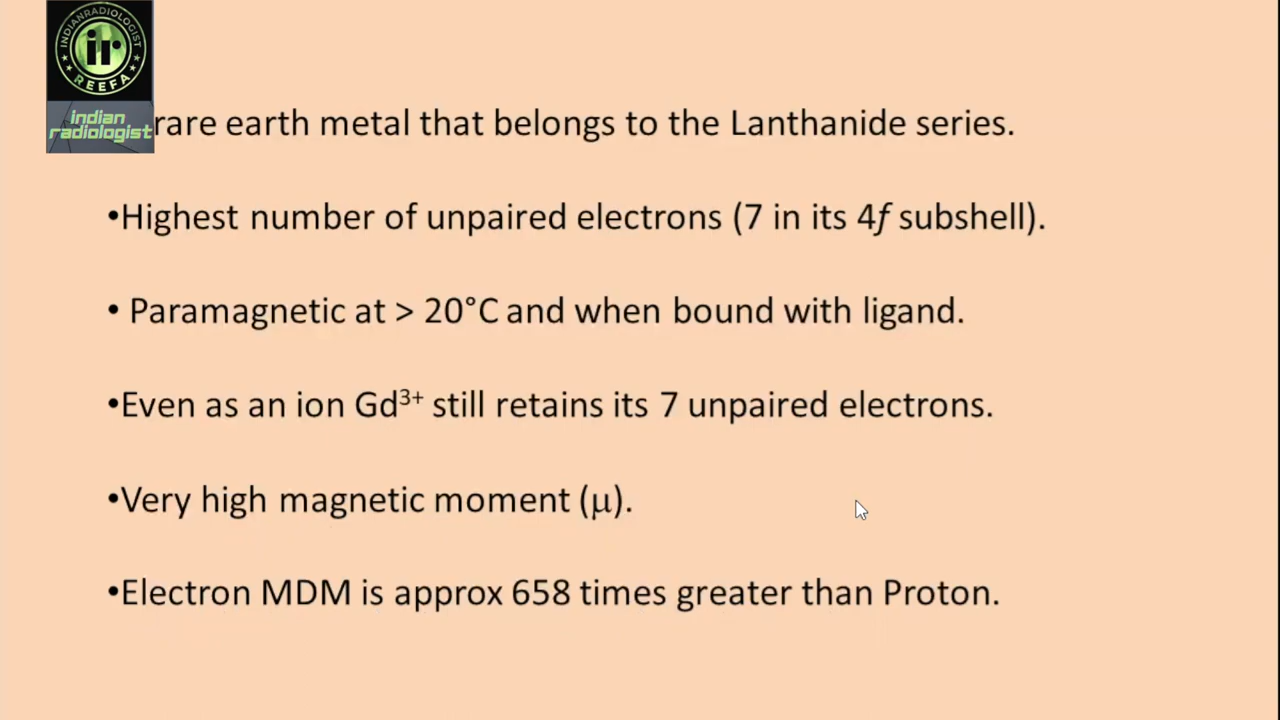 INDIANRADIOLOGIST
ir
REEFA
indian
radiologist
rare earth metal that belongs to the Lanthanide series.
•Highest number of unpaired electrons (7 in its 4f subshell).
• Paramagnetic at > 20°C and when bound with ligand.
•Even as an ion Gd³⁺ still retains its 7 unpaired electrons.
•Very high magnetic moment (μ).
•Electron MDM is approx 658 times greater than Proton.